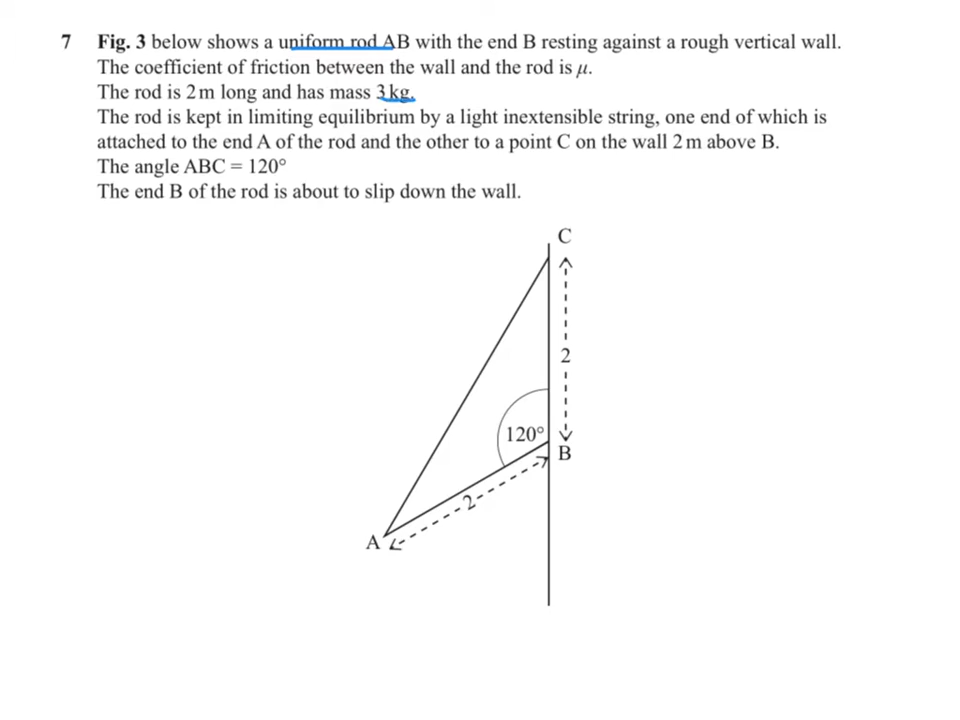 7 Fig. 3 below shows a uniform rod AB with the end B resting against a rough vertical wall.
The coefficient of friction between the wall and the rod is μ.
The rod is 2 m long and has mass 3 kg.
The rod is kept in limiting equilibrium by a light inextensible string, one end of which is
attached to the end A of the rod and the other to a point C on the wall 2 m above B.
The angle ABC = 120°
The end B of the rod is about to slip down the wall.
C
2
120°
B
2
A